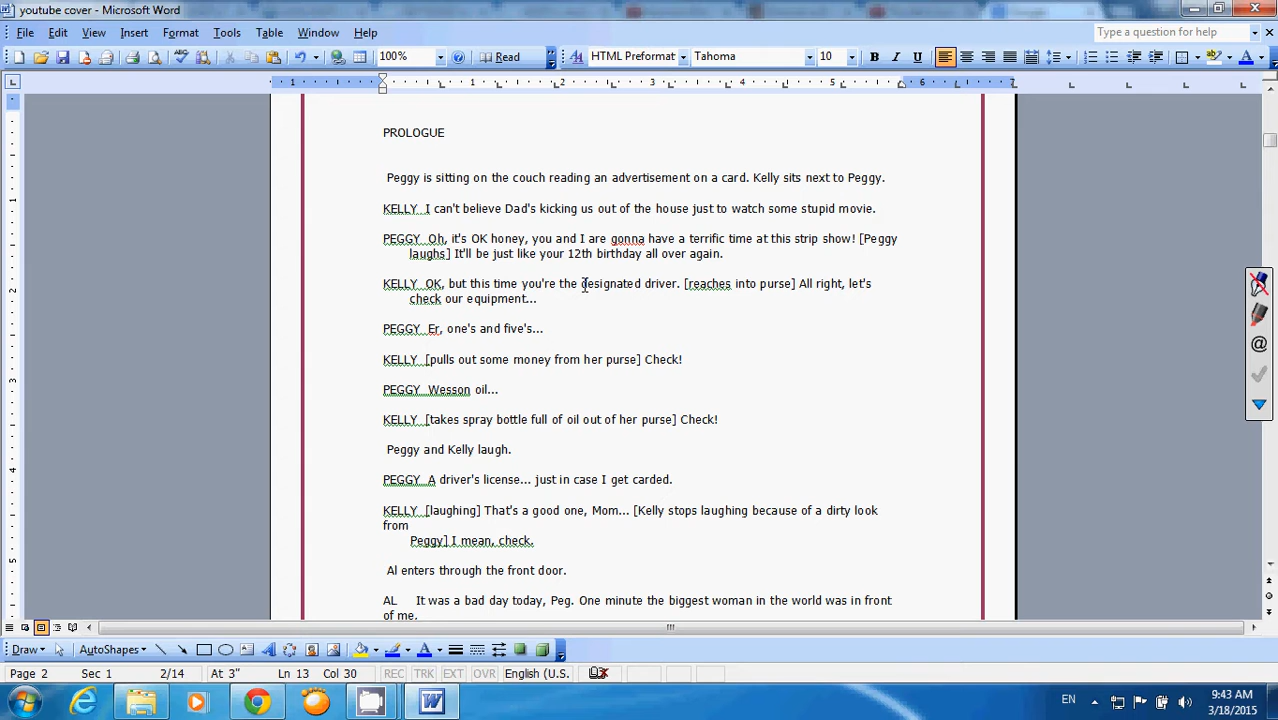 youtube cover - Microsoft Word
File Edit View Insert Format Tools Table Window Help
Type a question for help
100% Read HTML Preformat Tahoma 10 B I U
1 1 2 3 4 5 6 7
PROLOGUE
Peggy is sitting on the couch reading an advertisement on a card. Kelly sits next to Peggy.
KELLY I can't believe Dad's kicking us out of the house just to watch some stupid movie.
PEGGY Oh, it's OK honey, you and I are gonna have a terrific time at this strip show! [Peggy
laughs] It'll be just like your 12th birthday all over again.
KELLY OK, but this time you're the designated driver. [reaches into purse] All right, let's
check our equipment...
PEGGY Er, one's and five's...
KELLY [pulls out some money from her purse] Check!
PEGGY Wesson oil...
KELLY [takes spray bottle full of oil out of her purse] Check!
Peggy and Kelly laugh.
PEGGY A driver's license... just in case I get carded.
KELLY [laughing] That's a good one, Mom... [Kelly stops laughing because of a dirty look
from
Peggy] I mean, check.
Al enters through the front door.
AL It was a bad day today, Peg. One minute the biggest woman in the world was in front
of me,
Draw AutoShapes
Page 2 Sec 1 2/14 At 3" Ln 13 Col 30 REC TRK EXT OVR English (U.S.
EN
9:43 AM
3/18/2015